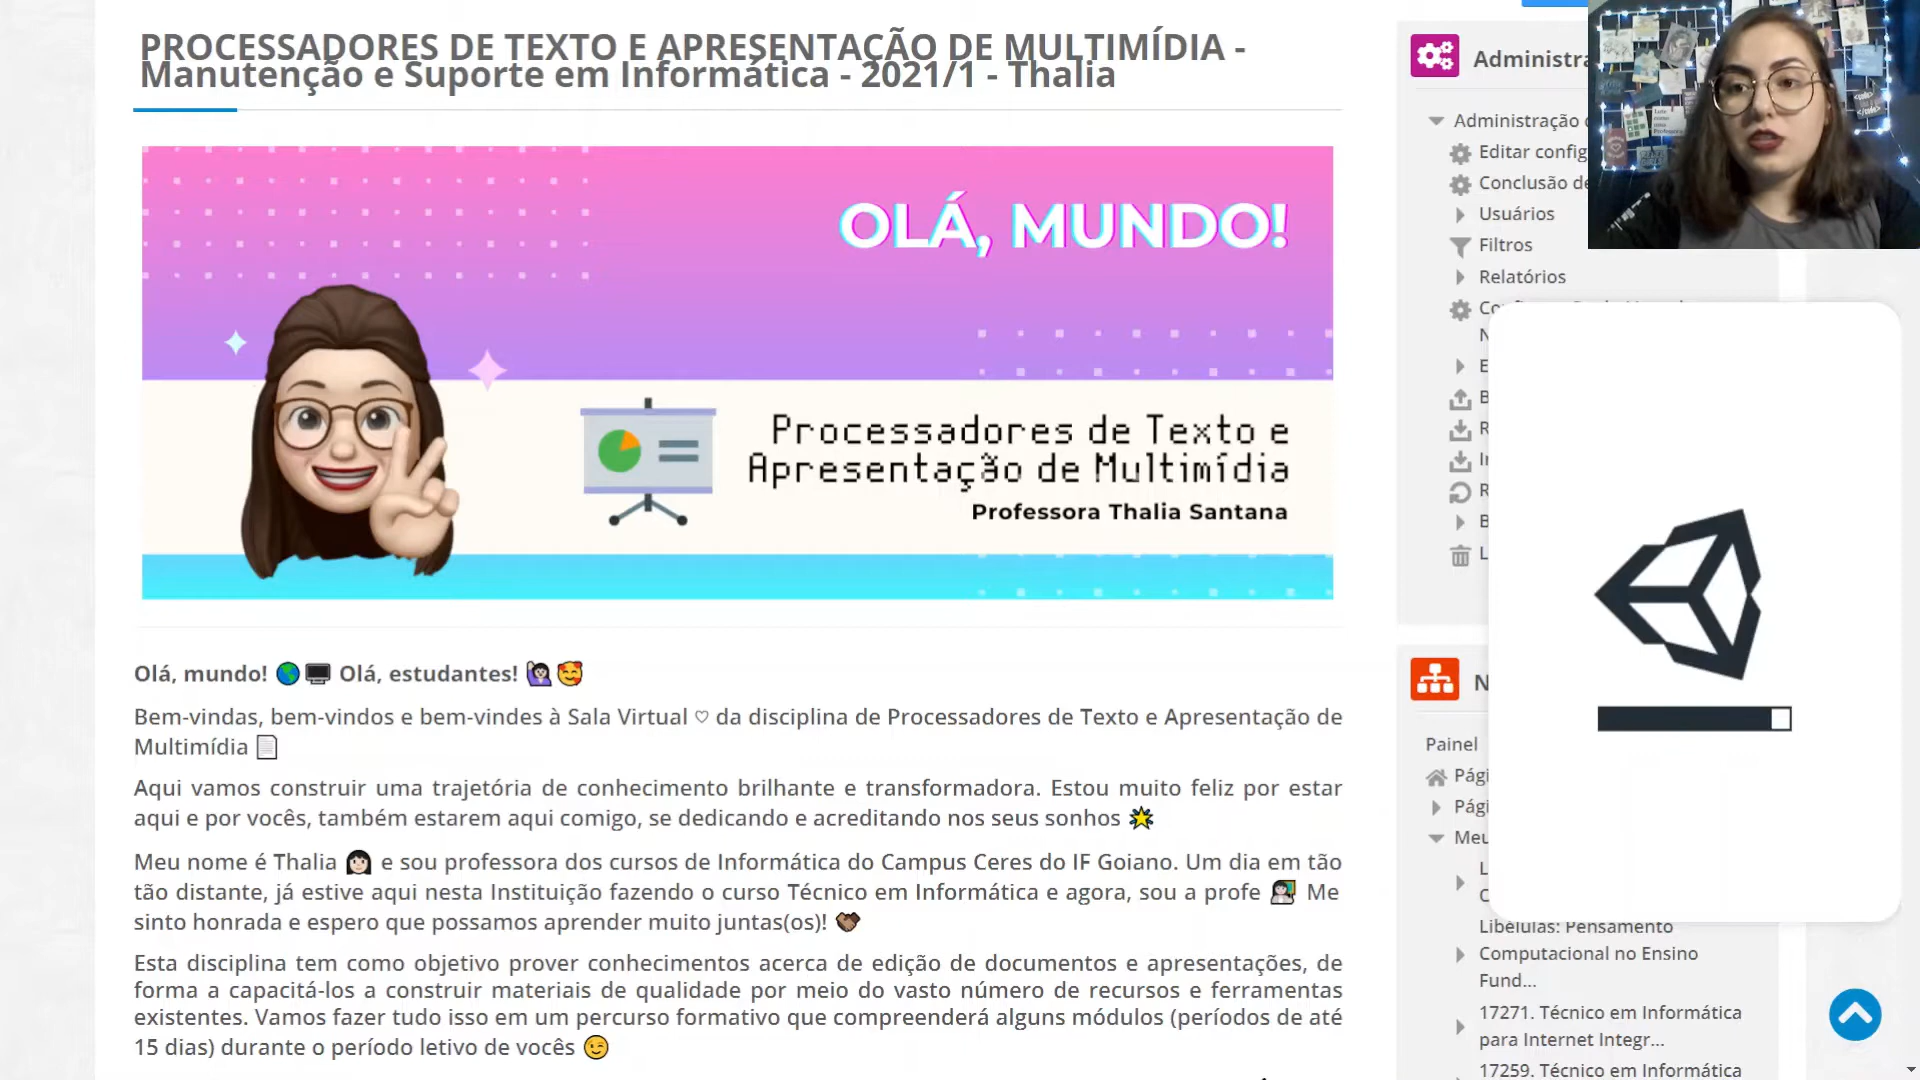 PROCESSADORES DE TEXTO E APRESENTAÇÃO DE MULTIMÍDIA -
Manutenção e Suporte em Informática - 2021/1 - Thalia
OLÁ, MUNDO!
Processadores de Texto e
Apresentação de Multimídia
Professora Thalia Santana
Olá, mundo! 🌎🖥️ Olá, estudantes! 🙋🏻‍♀️🥰
Bem-vindas, bem-vindos e bem-vindes à Sala Virtual ♡ da disciplina de Processadores de Texto e Apresentação de
Multimídia 📄
Aqui vamos construir uma trajetória de conhecimento brilhante e transformadora. Estou muito feliz por estar
aqui e por vocês, também estarem aqui comigo, se dedicando e acreditando nos seus sonhos 🌟
Meu nome é Thalia 👩🏻 e sou professora dos cursos de Informática do Campus Ceres do IF Goiano. Um dia em tão
tão distante, já estive aqui nesta Instituição fazendo o curso Técnico em Informática e agora, sou a profe 👩🏻‍🏫 Me
sinto honrada e espero que possamos aprender muito juntas(os)! 🤝🏾
Esta disciplina tem como objetivo prover conhecimentos acerca de edição de documentos e apresentações, de
forma a capacitá-los a construir materiais de qualidade por meio do vasto número de recursos e ferramentas
existentes. Vamos fazer tudo isso em um percurso formativo que compreenderá alguns módulos (períodos de até
15 dias) durante o período letivo de vocês 😉
Administra
Administração
Editar config
Conclusão de
Usuários
Filtros
Relatórios
N
Painel
Pági
Pági
Meu
Libélulas: Pensamento
Computacional no Ensino
Fund...
17271. Técnico em Informática
para Internet Integr...
17259. Técnico em Informática